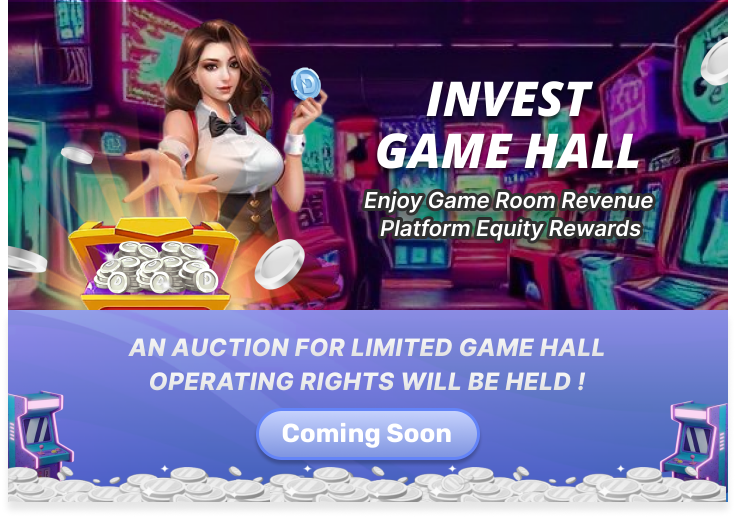 INVEST
GAME HALL
Enjoy Game Room Revenue
Platform Equity Rewards
AN AUCTION FOR LIMITED GAME HALL
OPERATING RIGHTS WILL BE HELD !
Coming Soon